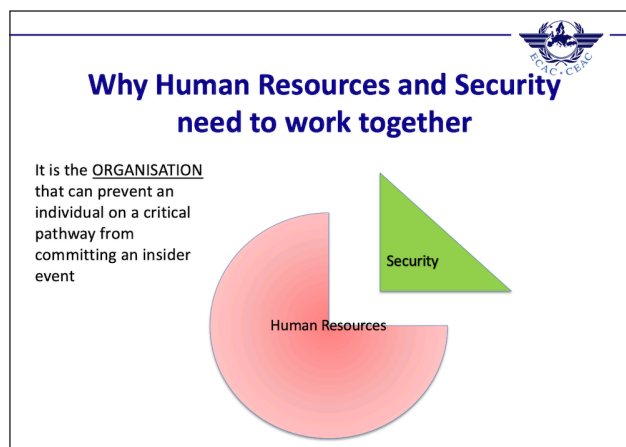 ECAC • CEAC
Why Human Resources and Security
need to work together
It is the ORGANISATION
that can prevent an
individual on a critical
pathway from
committing an insider
event
Security
Human Resources